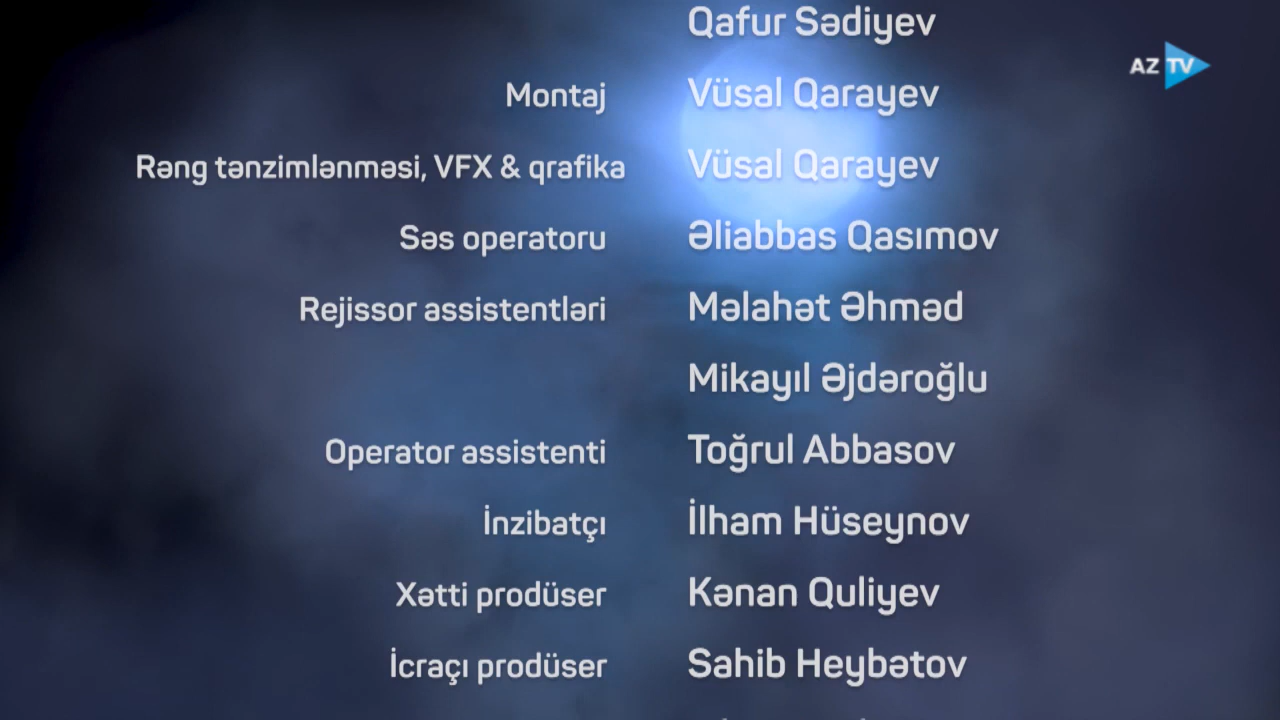 Qafur Sədiyev
AZ TV
Montaj Vüsal Qarayev
Rəng tənzimlənməsi, VFX & qrafika Vüsal Qarayev
Səs operatoru Əliabbas Qasımov
Rejissor assistentləri Məlahət Əhməd
Mikayıl Əjdəroğlu
Operator assistenti Toğrul Abbasov
İnzibatçı İlham Hüseynov
Xətti prodüser Kənan Quliyev
İcraçı prodüser Sahib Heybətov